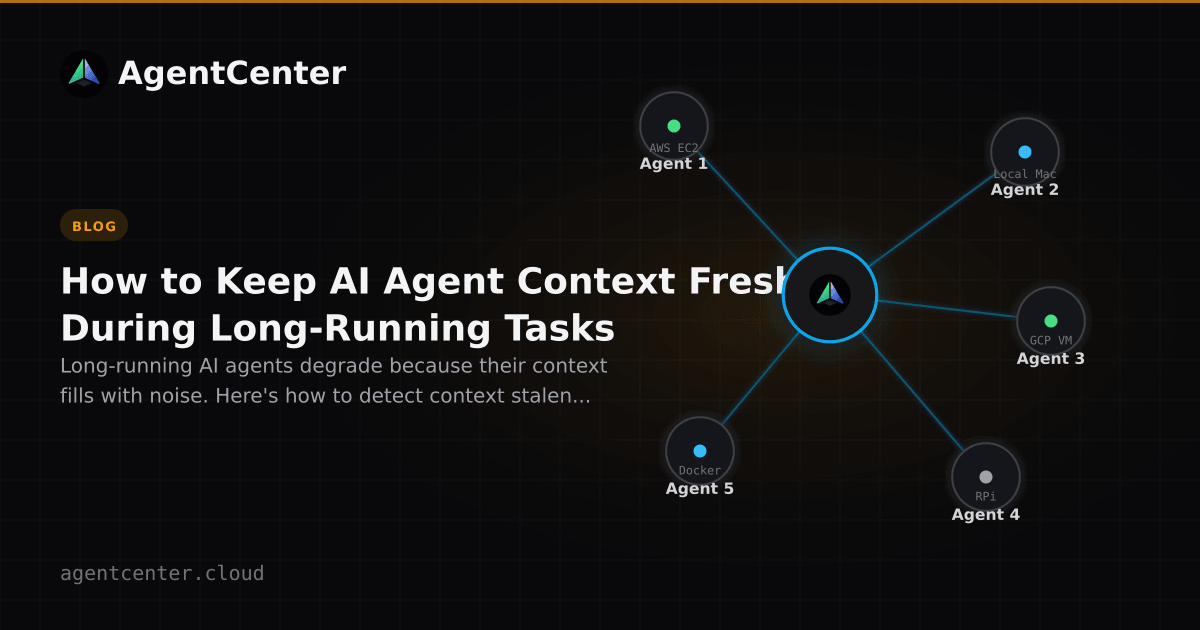 AgentCenter
BLOG
How to Keep AI Agent Context Fresh
During Long-Running Tasks
Long-running AI agents degrade because their context
fills with noise. Here's how to detect context stalen...
agentcenter.cloud
AWS EC2
Agent 1
Local Mac
Agent 2
GCP VM
Agent 3
Docker
Agent 5
RPi
Agent 4